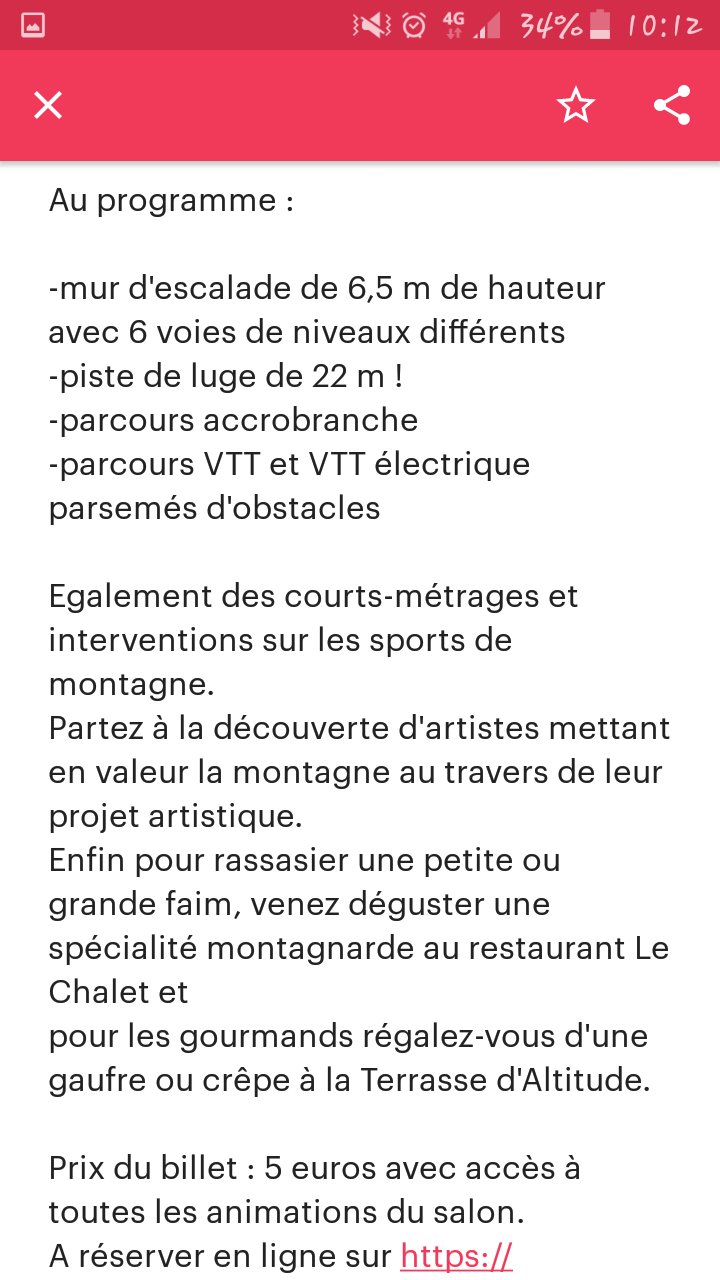 4G 34% 10:12
Au programme :
-mur d'escalade de 6,5 m de hauteur
avec 6 voies de niveaux différents
-piste de luge de 22 m !
-parcours accrobranche
-parcours VTT et VTT électrique
parsemés d'obstacles
Egalement des courts-métrages et
interventions sur les sports de
montagne.
Partez à la découverte d'artistes mettant
en valeur la montagne au travers de leur
projet artistique.
Enfin pour rassasier une petite ou
grande faim, venez déguster une
spécialité montagnarde au restaurant Le
Chalet et
pour les gourmands régalez-vous d'une
gaufre ou crêpe à la Terrasse d'Altitude.
Prix du billet : 5 euros avec accès à
toutes les animations du salon.
A réserver en ligne sur https://